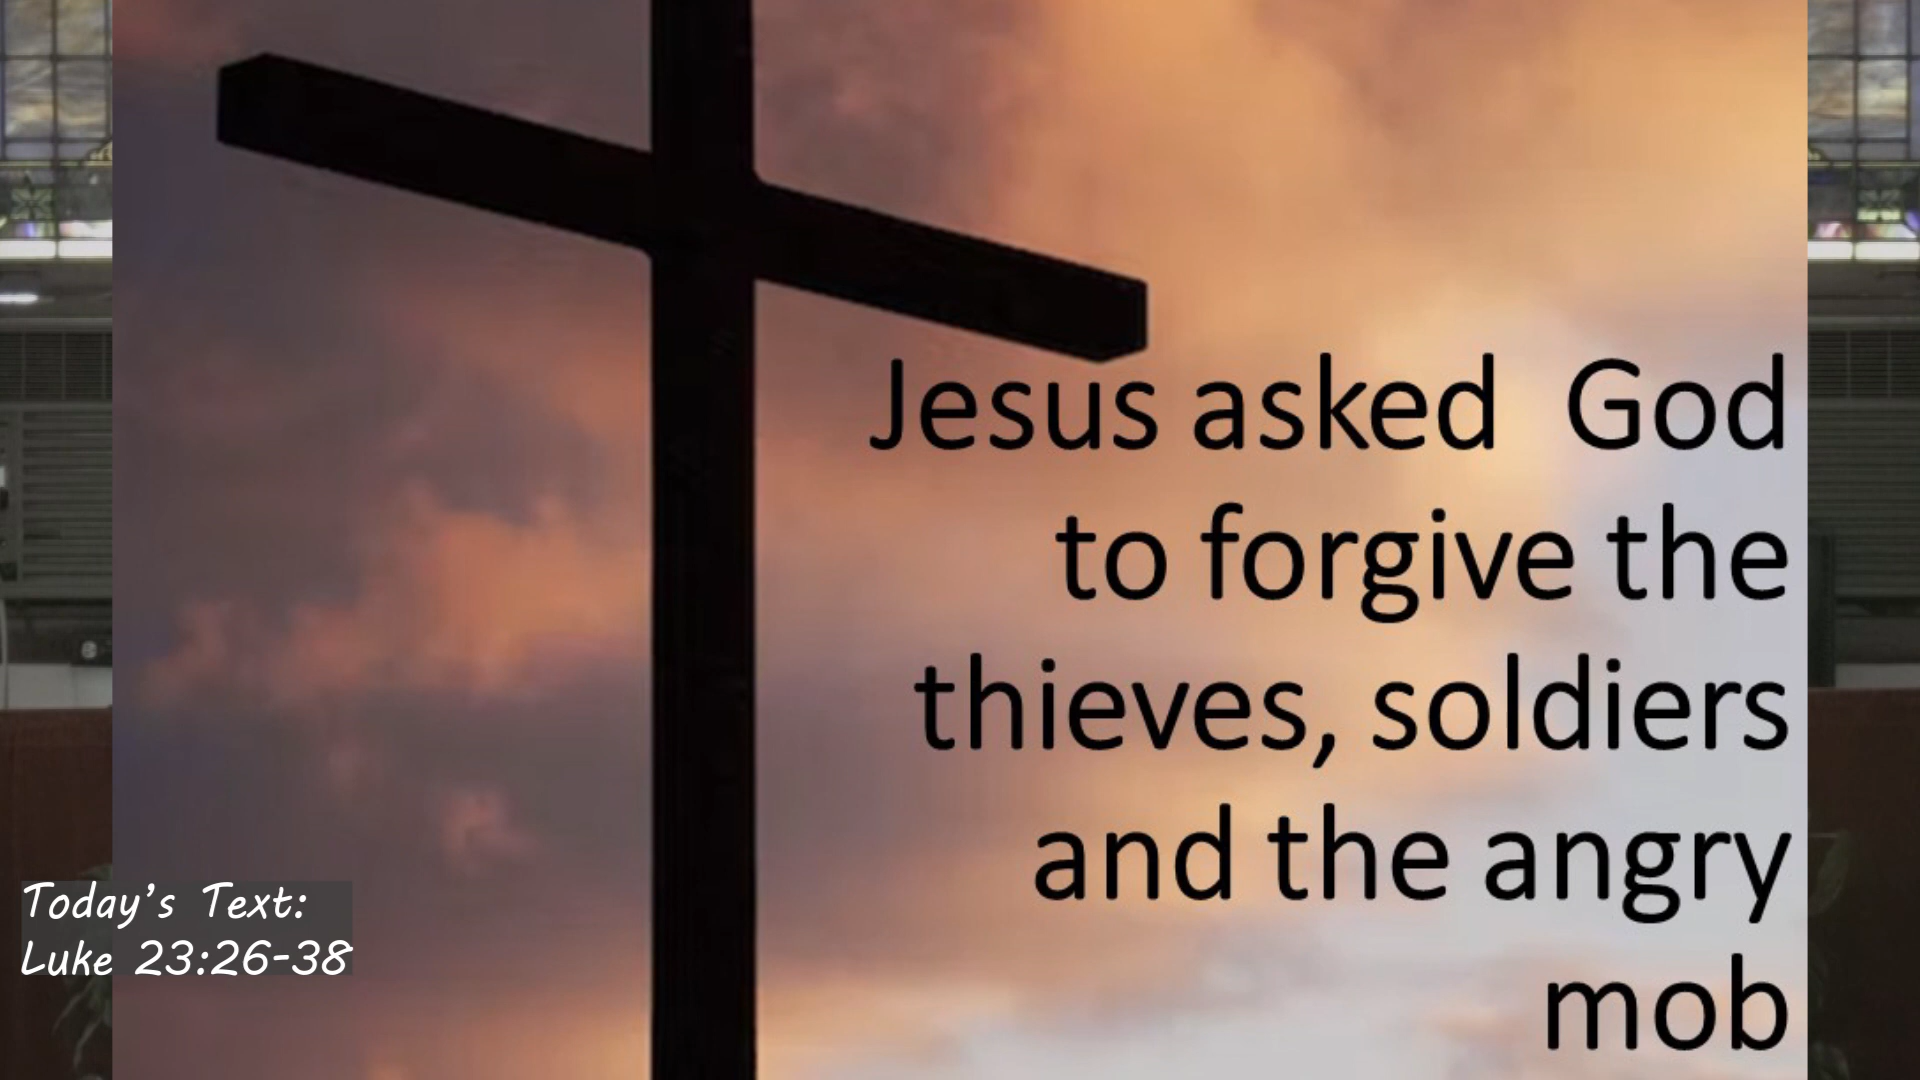 Jesus asked  God
to forgive the
thieves, soldiers
and the angry
mob
Today's Text:
Luke 23:26-38